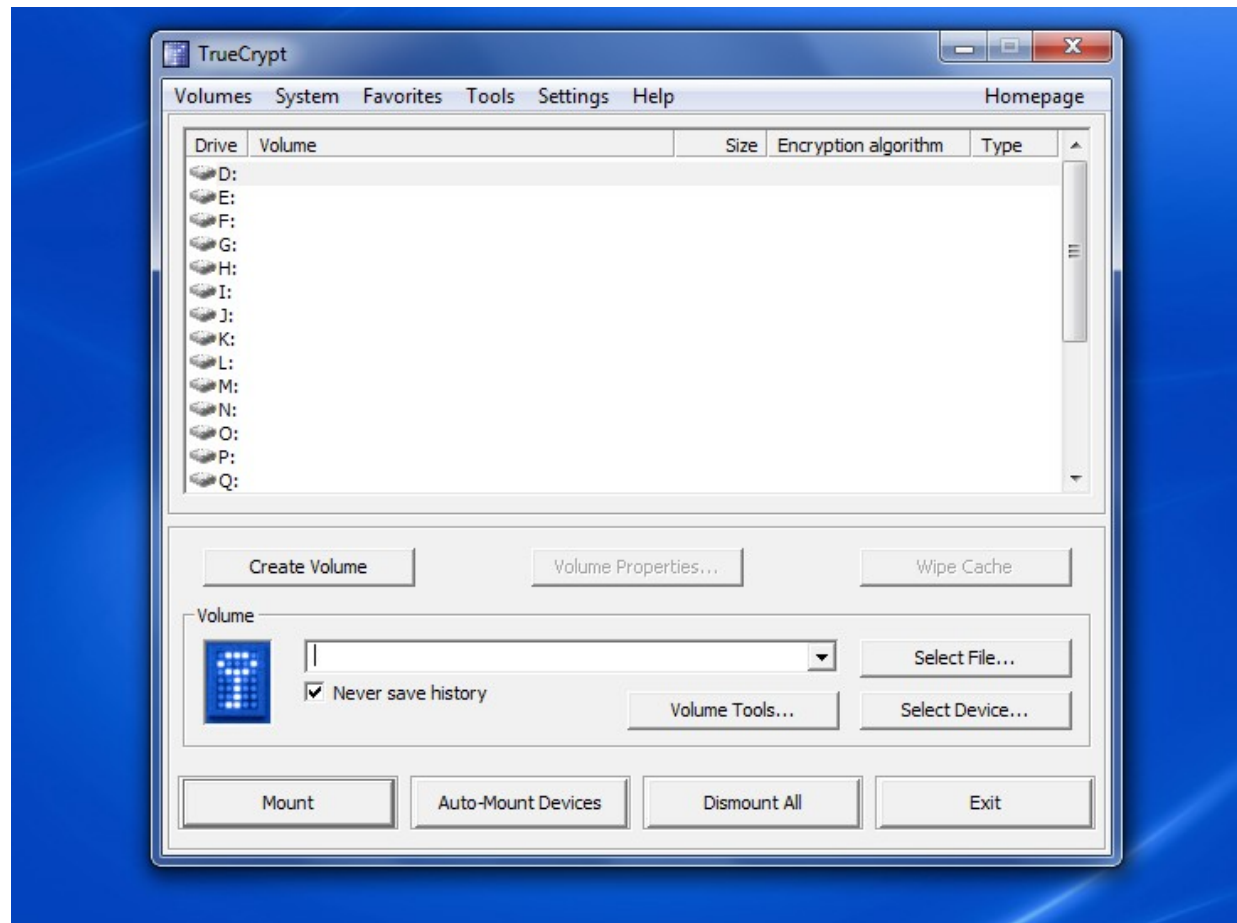 TrueCrypt
Volumes System Favorites Tools Settings Help Homepage
Drive Volume Size Encryption algorithm Type
D:
E:
F:
G:
H:
I:
J:
K:
L:
M:
N:
O:
P:
Q:
Create Volume Volume Properties... Wipe Cache
Volume
Select File...
Never save history
Volume Tools... Select Device...
Mount Auto-Mount Devices Dismount All Exit